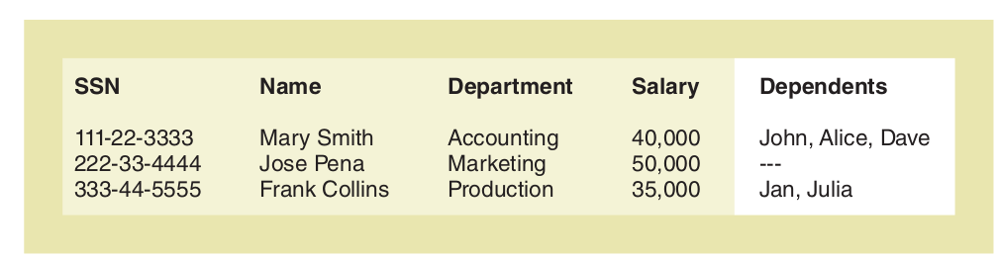 SSN Name Department Salary Dependents
111-22-3333 Mary Smith Accounting 40,000 John, Alice, Dave
222-33-4444 Jose Pena Marketing 50,000 ---
333-44-5555 Frank Collins Production 35,000 Jan, Julia